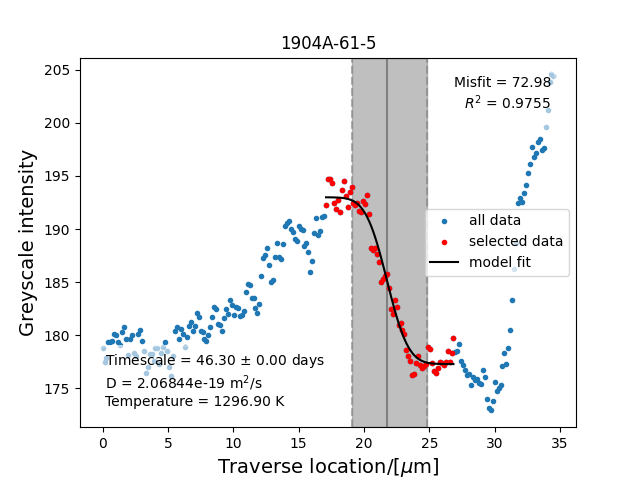 1904A-61-5
Greyscale intensity
205
200
195
190
185
180
175
Misfit = 72.98
R² = 0.9755
all data
selected data
model fit
Timescale = 46.30 ± 0.00 days
D = 2.06844e-19 m²/s
Temperature = 1296.90 K
0 5 10 15 20 25 30 35
Traverse location/[μm]